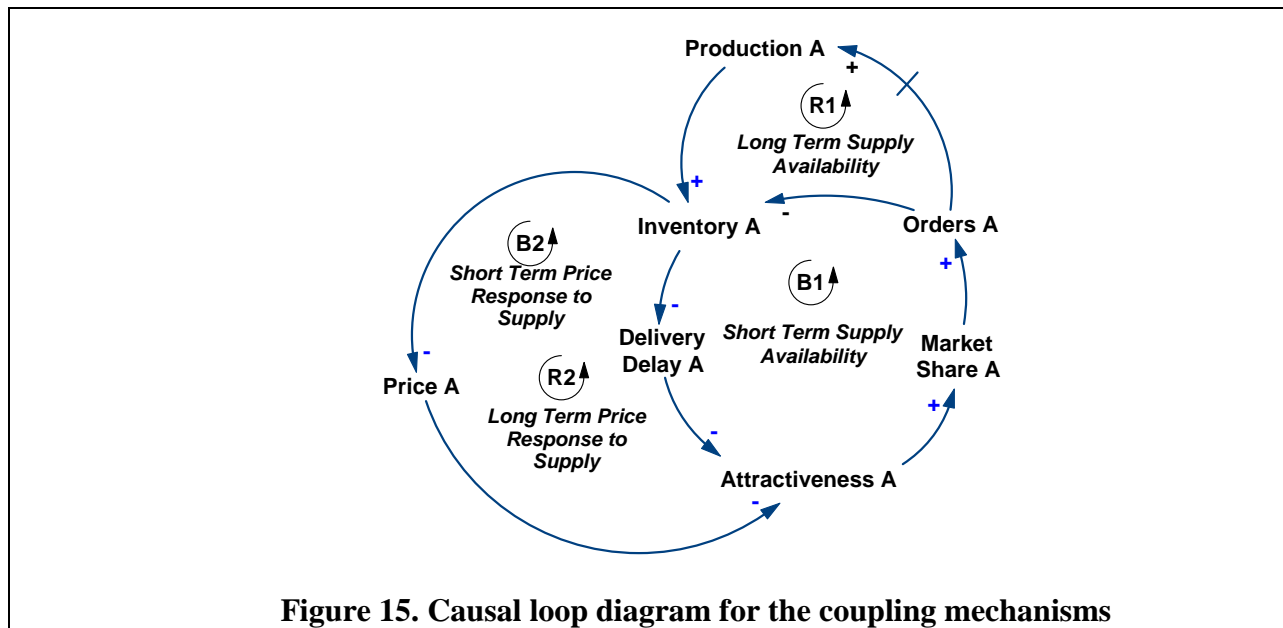 Production A
+
R1
Long Term Supply
Availability
+
-
Inventory A
Orders A
B2
Short Term Price
Response to
Supply
+
B1
-
Short Term Supply
Availability
Delivery
Delay A
Market
Share A
-
Price A
R2
+
Long Term Price
Response to
Supply
-
Attractiveness A
-
Figure 15. Causal loop diagram for the coupling mechanisms